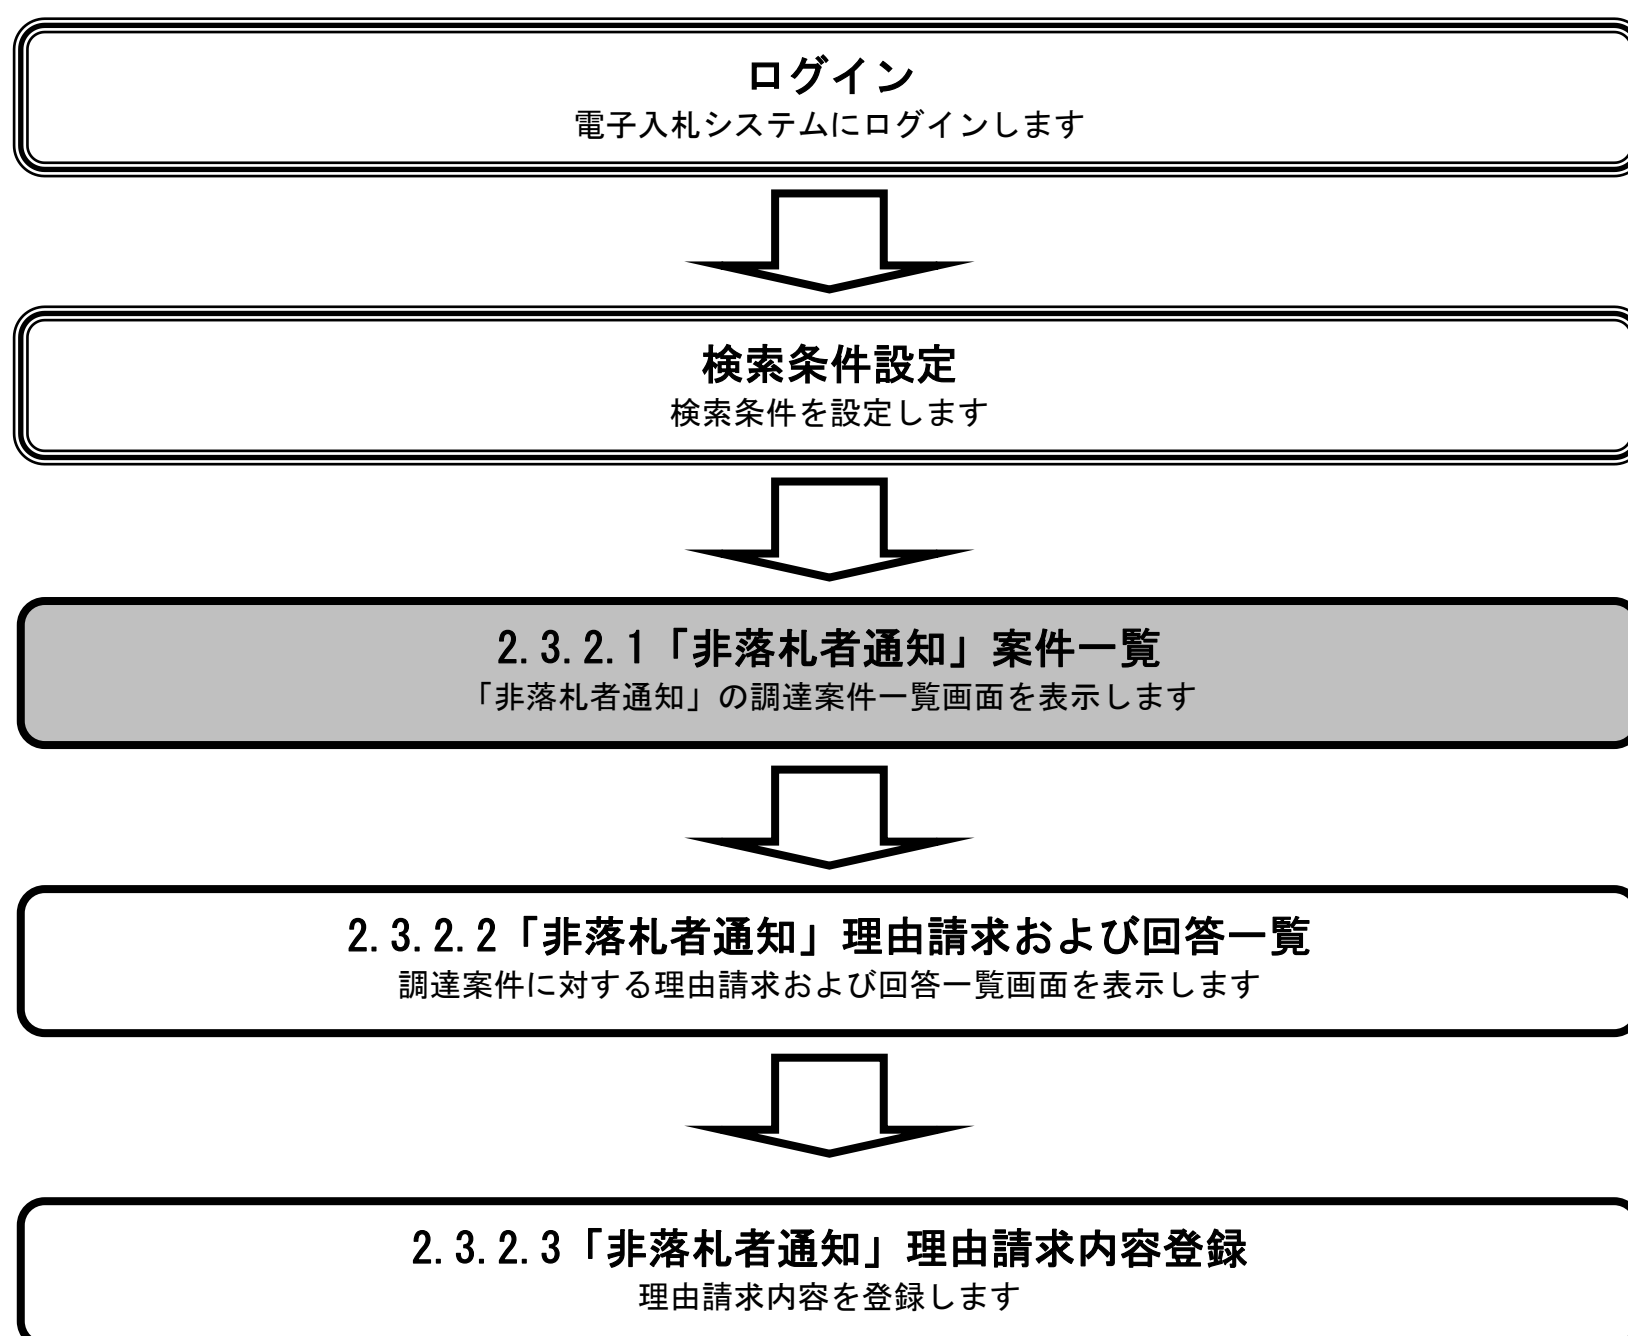 ログイン
電子入札システムにログインします
検索条件設定
検索条件を設定します
2.3.2.1「非落札者通知」案件一覧
「非落札者通知」の調達案件一覧画面を表示します
2.3.2.2「非落札者通知」理由請求および回答一覧
調達案件に対する理由請求および回答一覧画面を表示します
2.3.2.3「非落札者通知」理由請求内容登録
理由請求内容を登録します